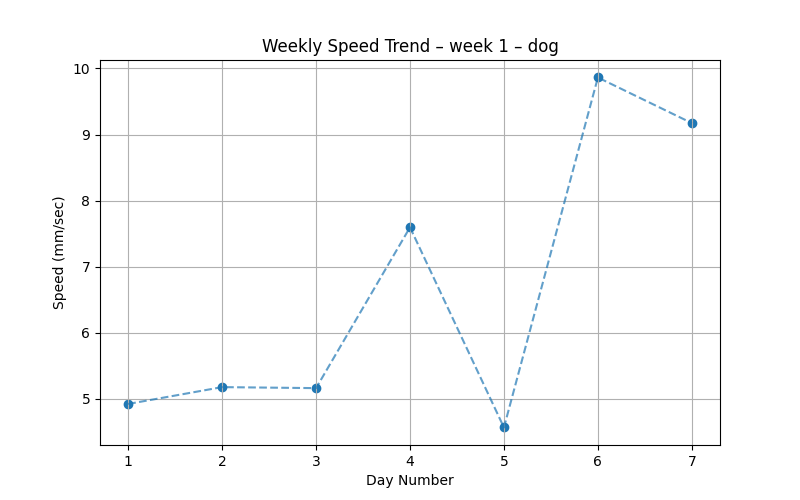 Weekly Speed Trend – week 1 – dog
10
9
8
7
6
5
Speed (mm/sec)
1 2 3 4 5 6 7
Day Number